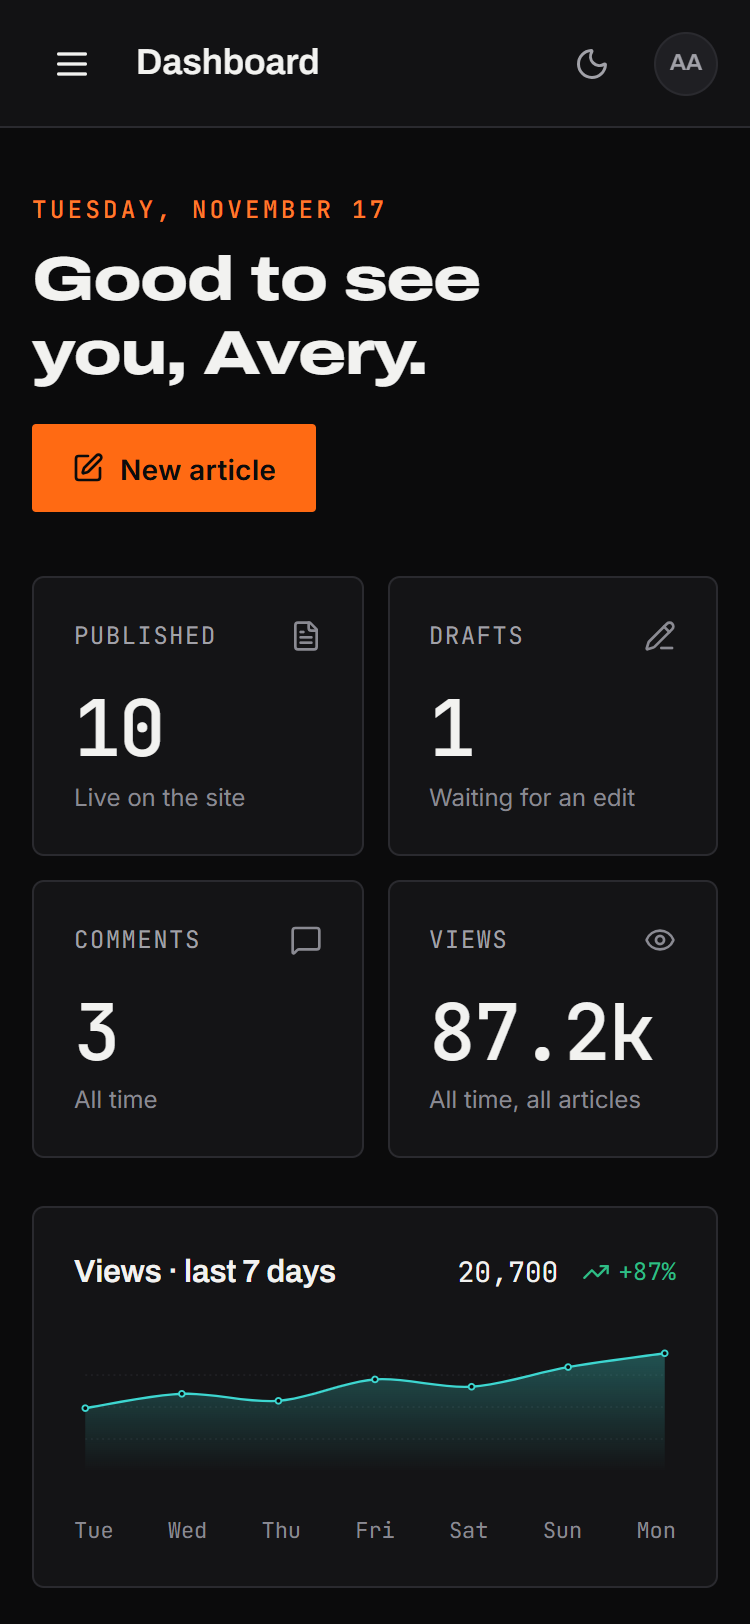 Dashboard
AA
TUESDAY, NOVEMBER 17
Good to see
you, Avery.
New article
PUBLISHED
10
Live on the site
DRAFTS
1
Waiting for an edit
COMMENTS
3
All time
VIEWS
87.2k
All time, all articles
Views · last 7 days
20,700 +87%
Tue Wed Thu Fri Sat Sun Mon